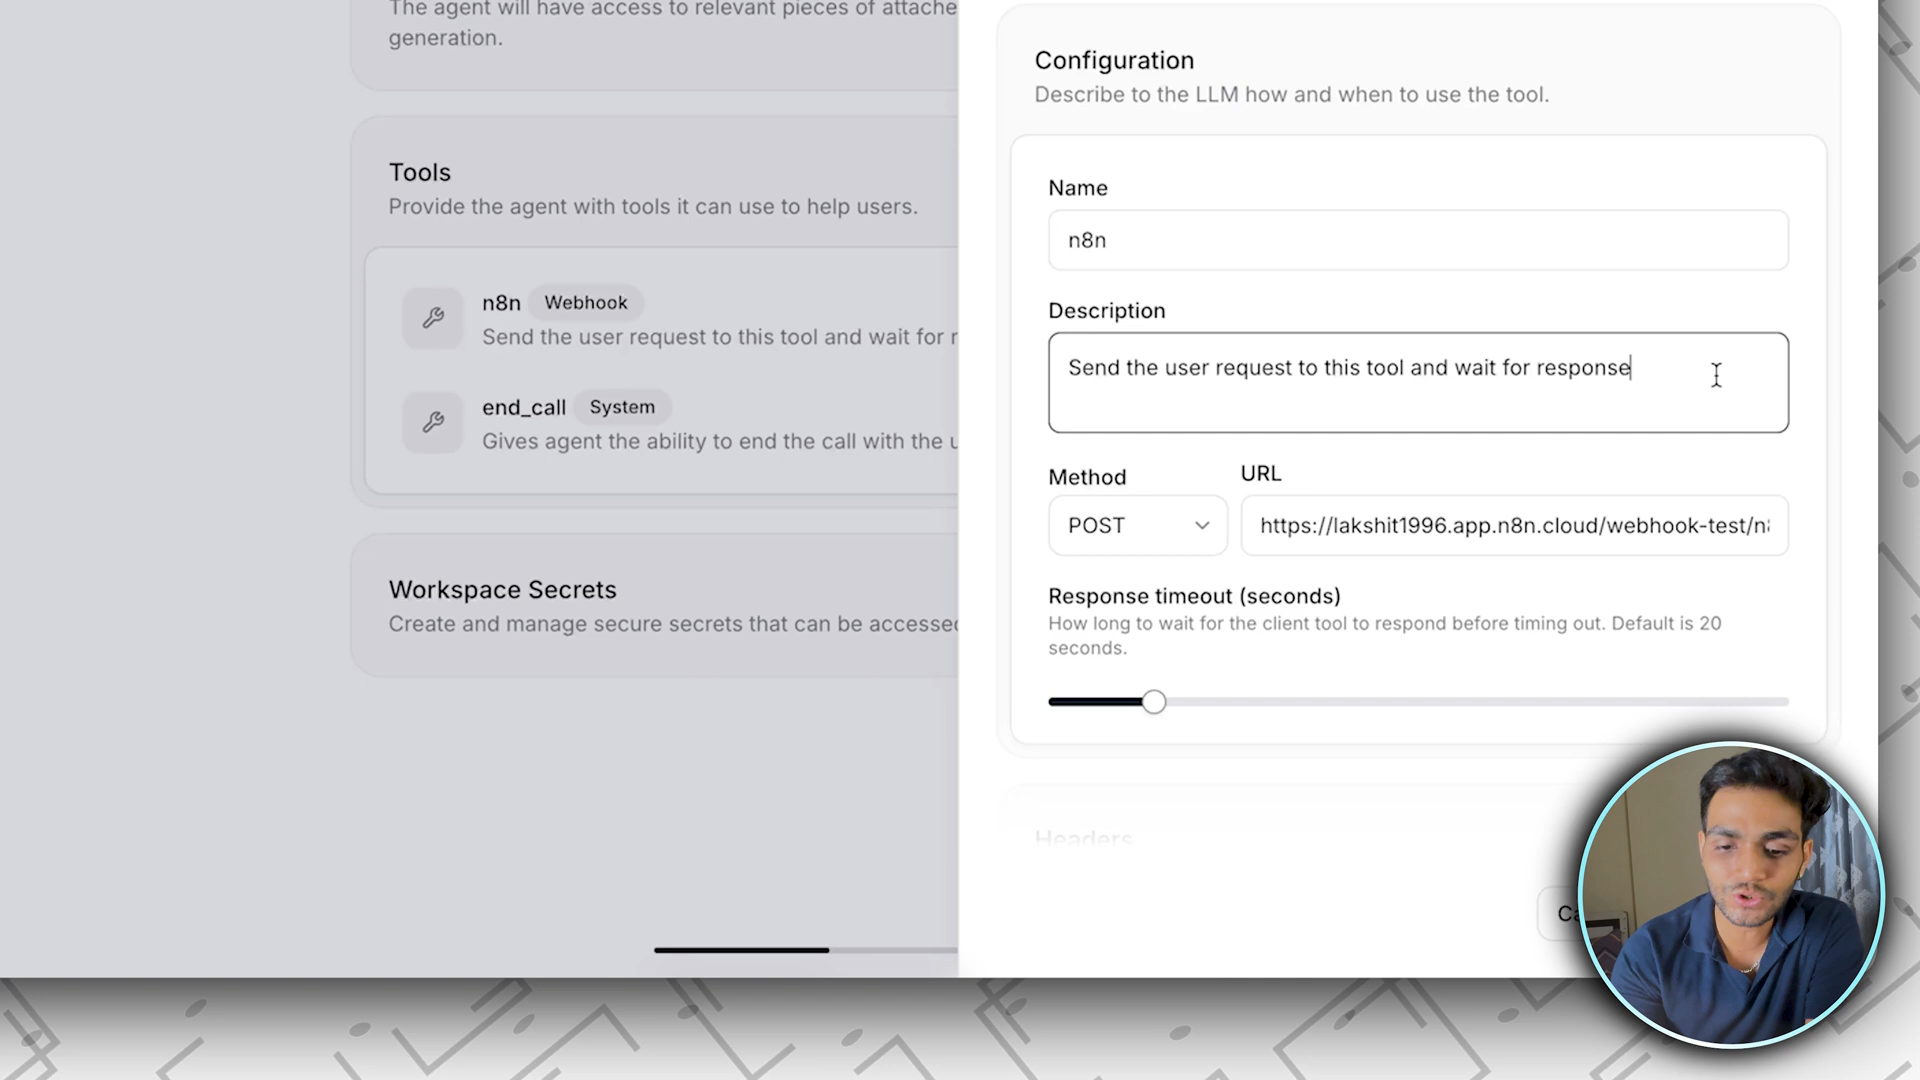 The agent will have access to relevant pieces of attache
generation.
Tools
Provide the agent with tools it can use to help users.
n8n Webhook
Send the user request to this tool and wait for r
end_call System
Gives agent the ability to end the call with the u
Workspace Secrets
Create and manage secure secrets that can be accessed
Configuration
Describe to the LLM how and when to use the tool.
Name
n8n
Description
Send the user request to this tool and wait for response
Method
URL
POST
https://lakshit1996.app.n8n.cloud/webhook-test/n8
Response timeout (seconds)
How long to wait for the client tool to respond before timing out. Default is 20
seconds.
Headers
Ca